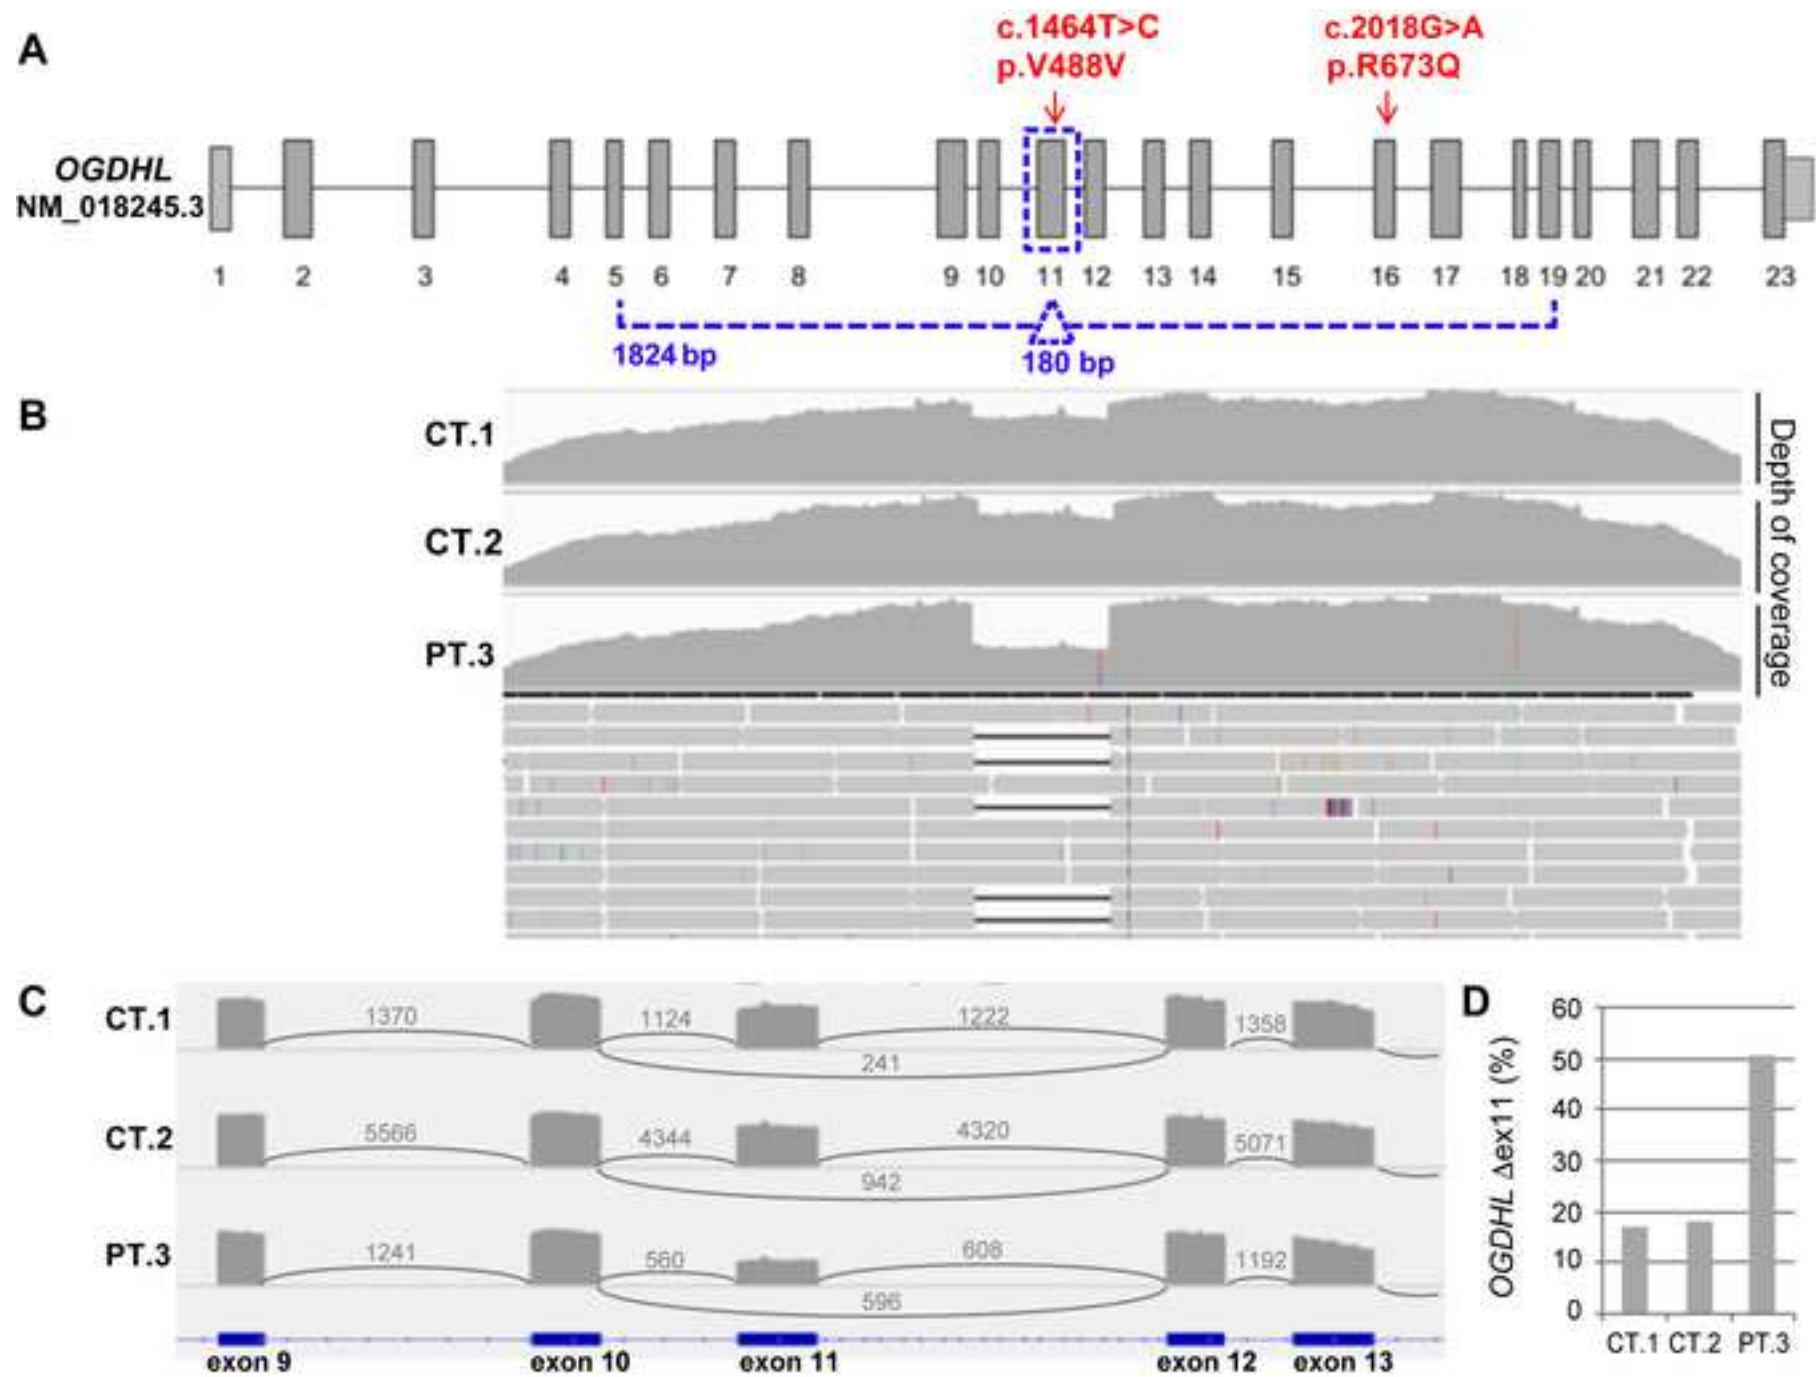 A
c.1464T>C
p.V488V
c.2018G>A
p.R673Q
OGDHL
NM_018245.3
1 2 3 4 5 6 7 8 9 10 11 12 13 14 15 16 17 18 19 20 21 22 23
1824 bp
180 bp
B
CT.1
CT.2
PT.3
Depth of coverage
C
CT.1
1370 1124 1222 1358
241
CT.2
5566 4344 4320 5071
942
PT.3
1241 560 608 1192
596
exon 9 exon 10 exon 11 exon 12 exon 13
D
OGDHL Δex11 (%)
60
50
40
30
20
10
0
CT.1 CT.2 PT.3